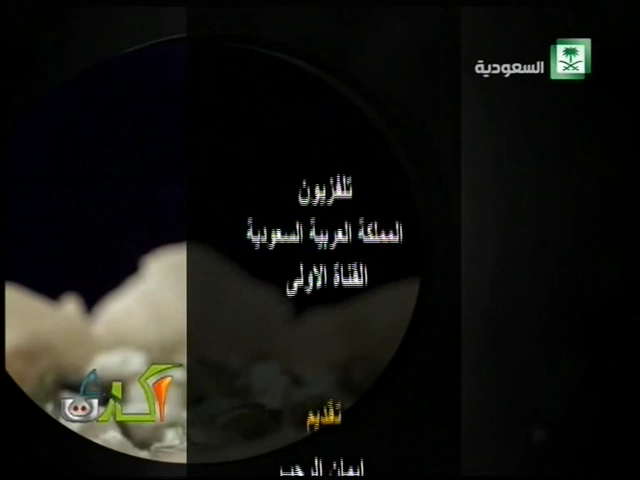 السعودية
تلفزيون
المملكة العربية السعودية
القناة الاولى
تقديم